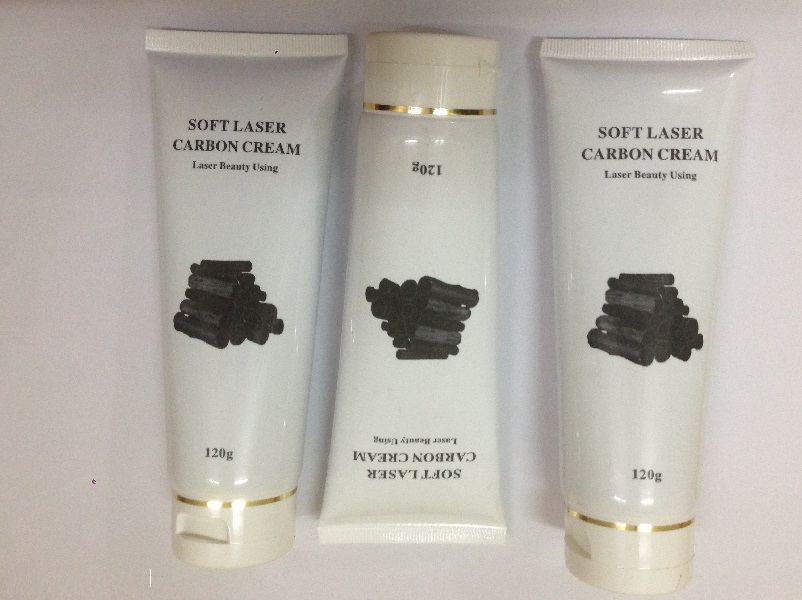 SOFT LASER
CARBON CREAM
Laser Beauty Using
120g
SOFT LASER
CARBON CREAM
Laser Beauty Using
120g
SOFT LASER
CARBON CREAM
Laser Beauty Using
120g